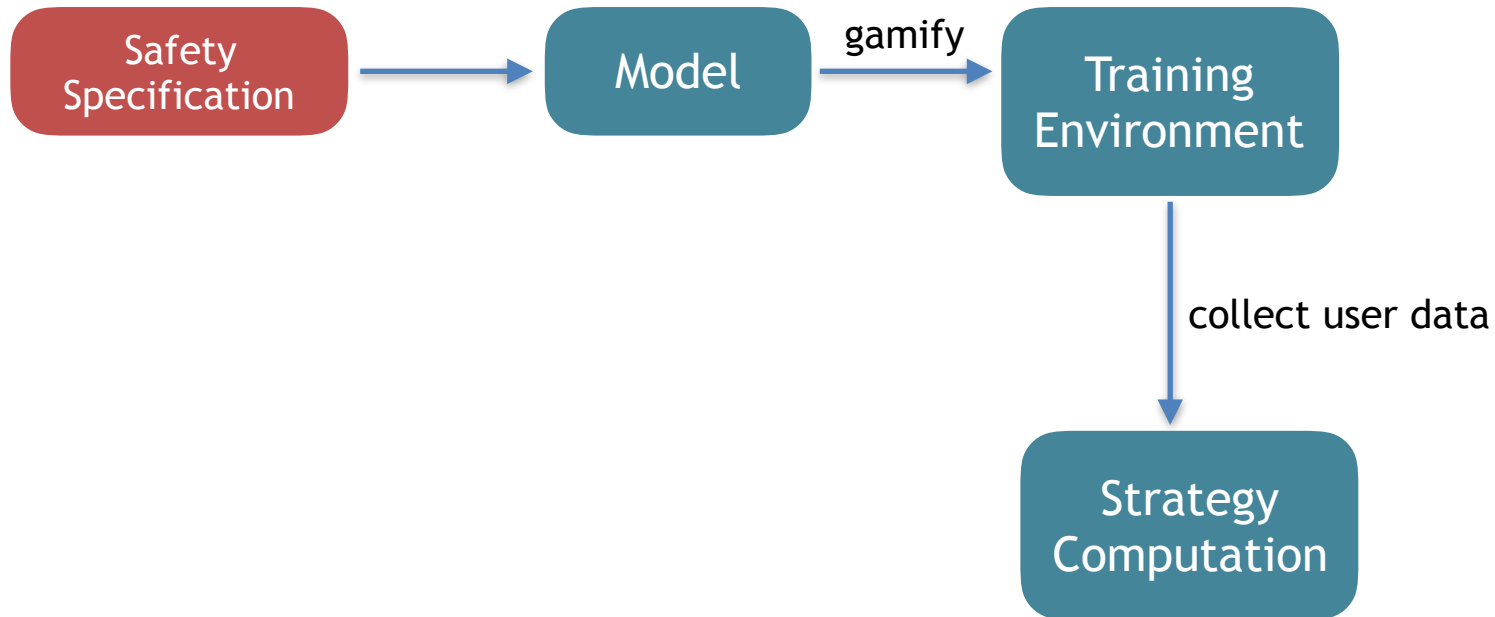 Safety
Specification
Model
gamify
Training
Environment
collect user data
Strategy
Computation